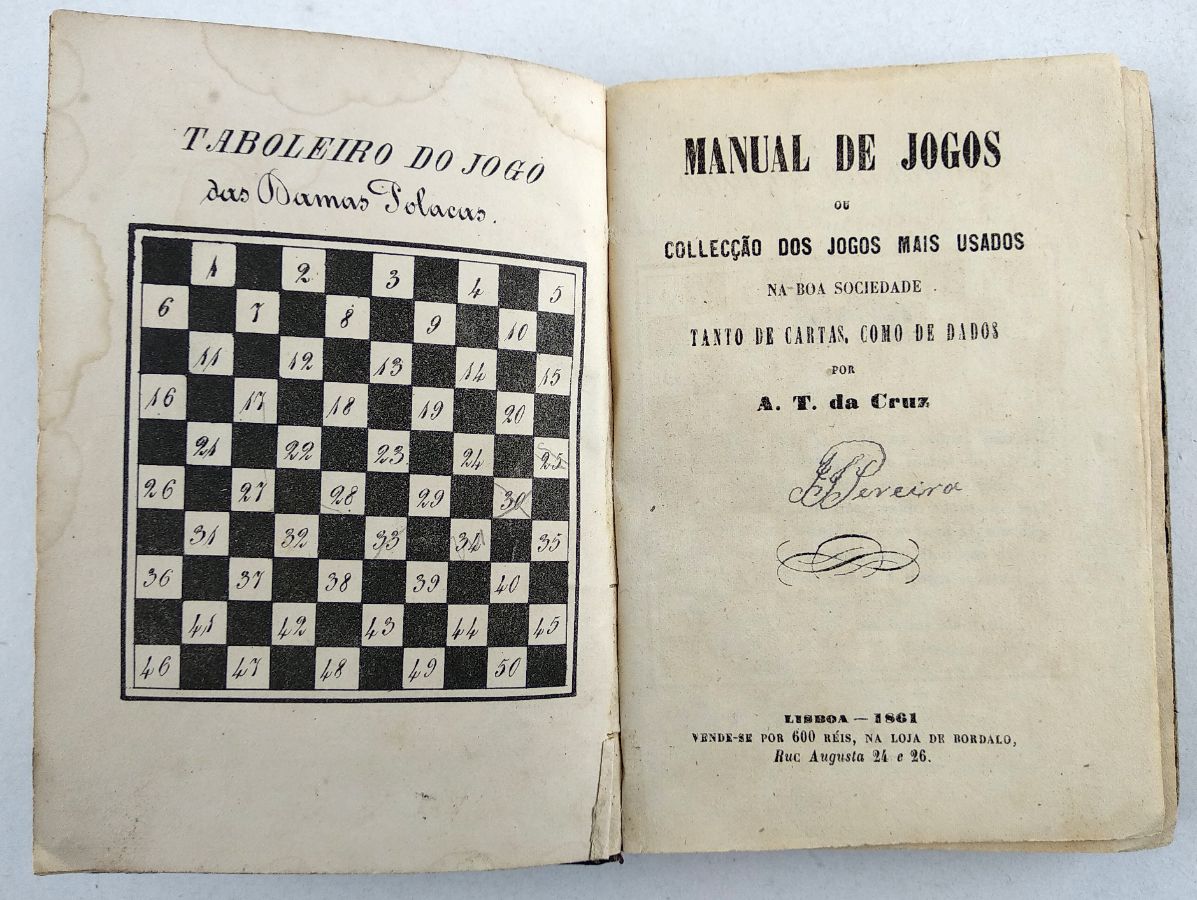 TABOLEIRO DO JOGO
das Damas Polacas.
1 2 3 4 5
6 7 8 9 10
11 12 13 14 15
16 17 18 19 20
21 22 23 24 25
26 27 28 29 30
31 32 33 34 35
36 37 38 39 40
41 42 43 44 45
46 47 48 49 50
MANUAL DE JOGOS
OU
COLLECÇÃO DOS JOGOS MAIS USADOS
NA BOA SOCIEDADE
TANTO DE CARTAS, COMO DE DADOS
POR
A. T. da Cruz
Pereira
LISBOA — 1861
VENDE-SE POR 600 RÉIS, NA LOJA DE BORDALO,
Rua Augusta 24 e 26.